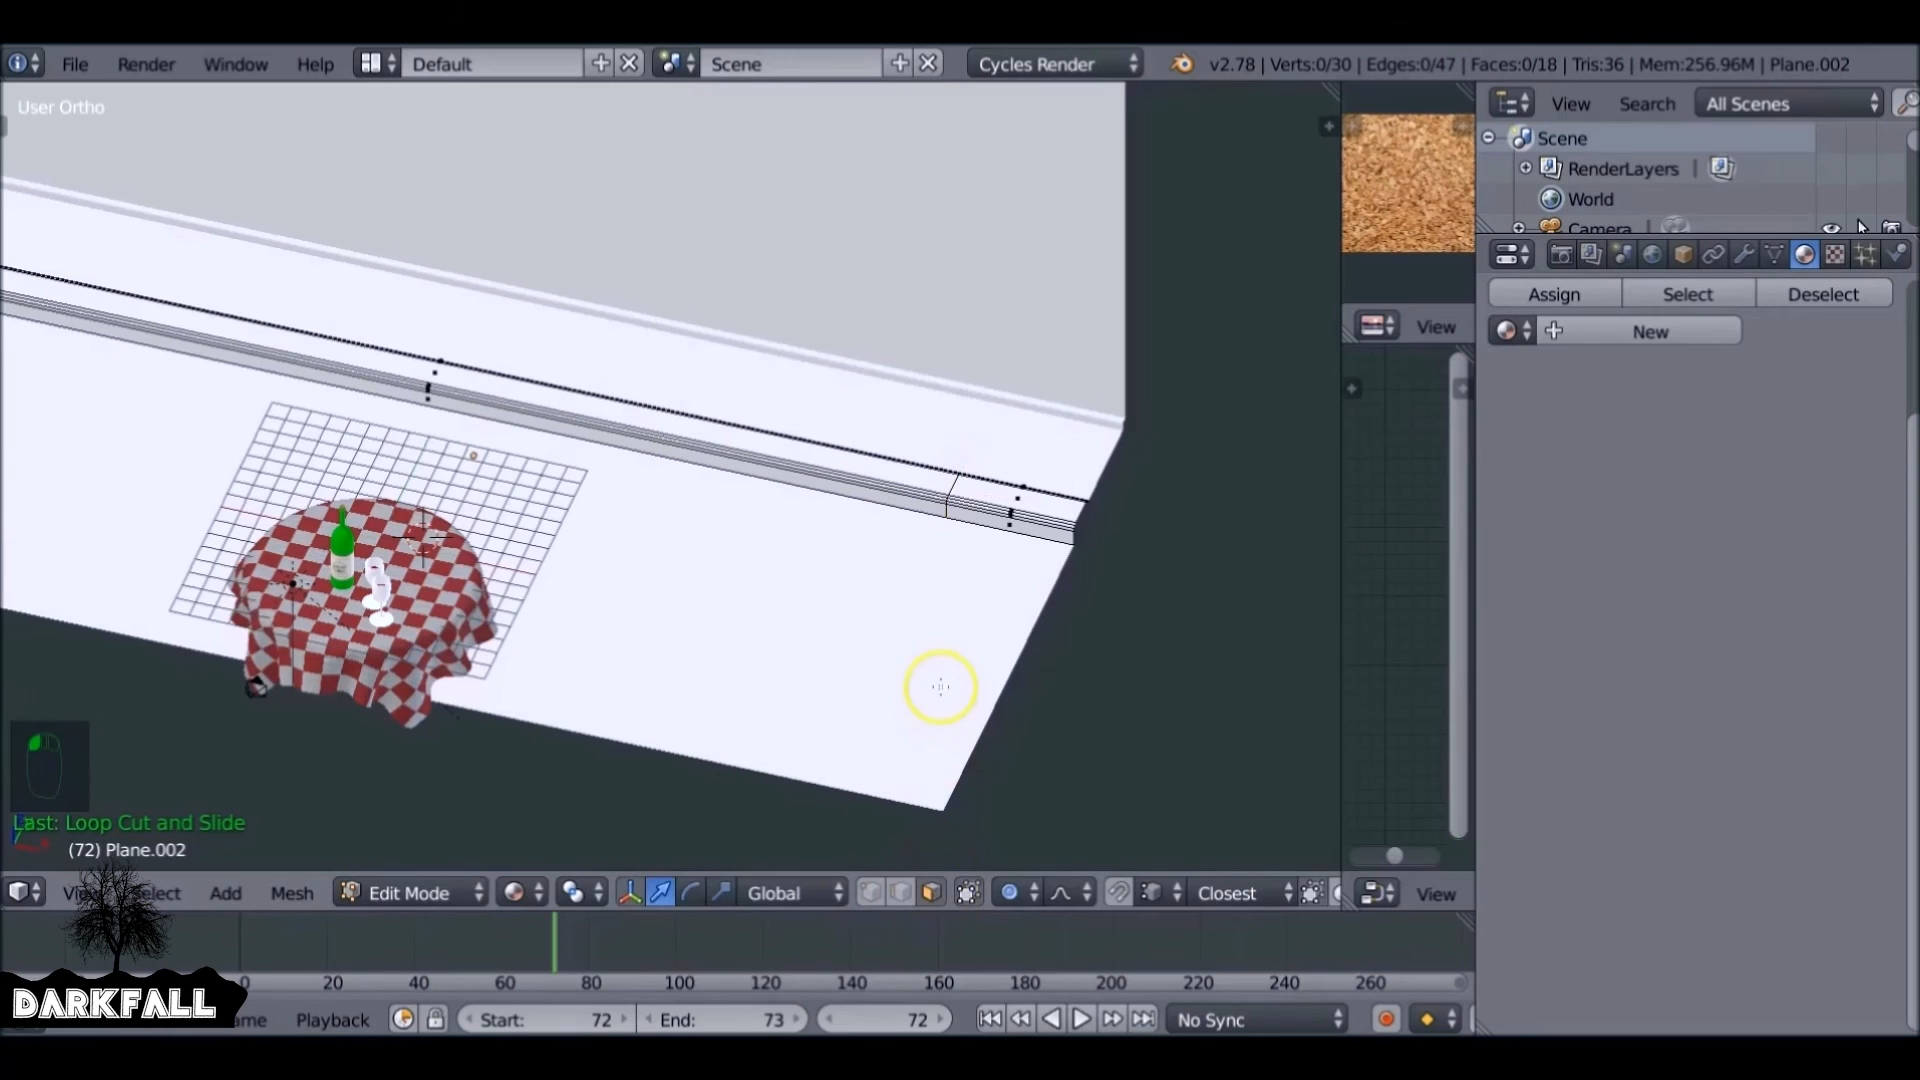 File Render Window Help Default Scene Cycles Render v2.78 | Verts:0/30 | Edges:0/47 | Faces:0/18 | Tris:36 | Mem:256.96M | Plane.002
User Ortho
View Search All Scenes
Scene
RenderLayers |
World
Camera |
Assign Select Deselect
New
View
Last: Loop Cut and Slide
(72) Plane.002
Add Mesh Edit Mode Global Closest View
20 40 60 80 100 120 140 160 180 200 220 240 260
DARKFALL
Playback Start: 72 End: 73 72 No Sync